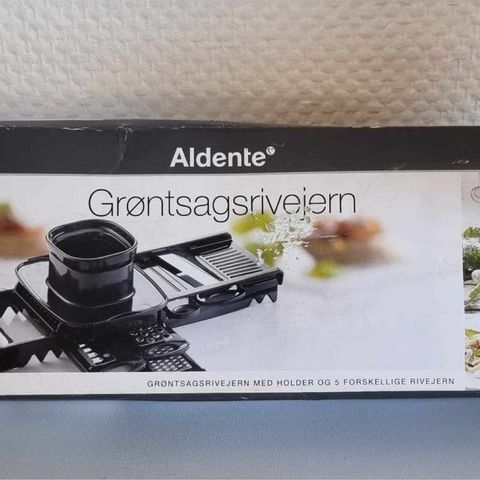 Aldente
Grøntsagsrivejern
GRØNTSAGSRIVEJERN MED HOLDER OG 5 FORSKELLIGE RIVEJERN